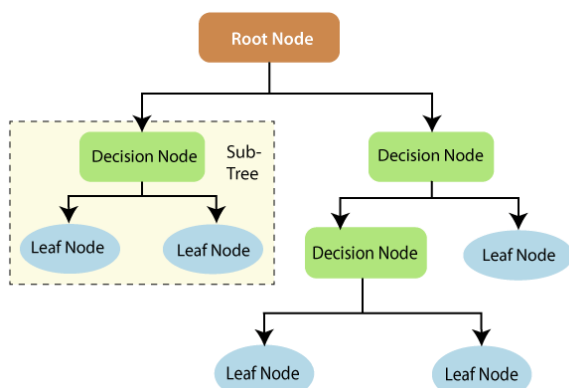 Root Node
Decision Node
Sub-
Tree
Decision Node
Leaf Node
Leaf Node
Decision Node
Leaf Node
Leaf Node
Leaf Node